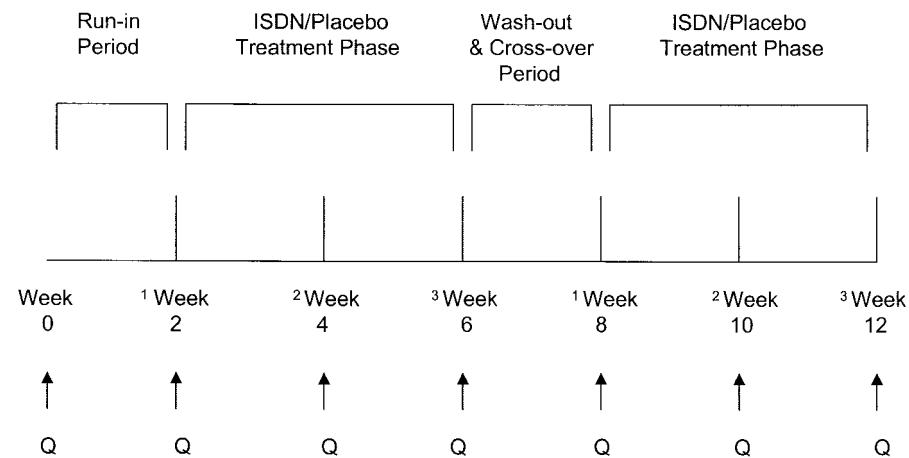 Run-in
Period
ISDN/Placebo
Treatment Phase
Wash-out
& Cross-over
Period
ISDN/Placebo
Treatment Phase
Week
0
1 Week
2
2 Week
4
3 Week
6
1 Week
8
2 Week
10
3 Week
12
Q Q Q Q Q Q Q